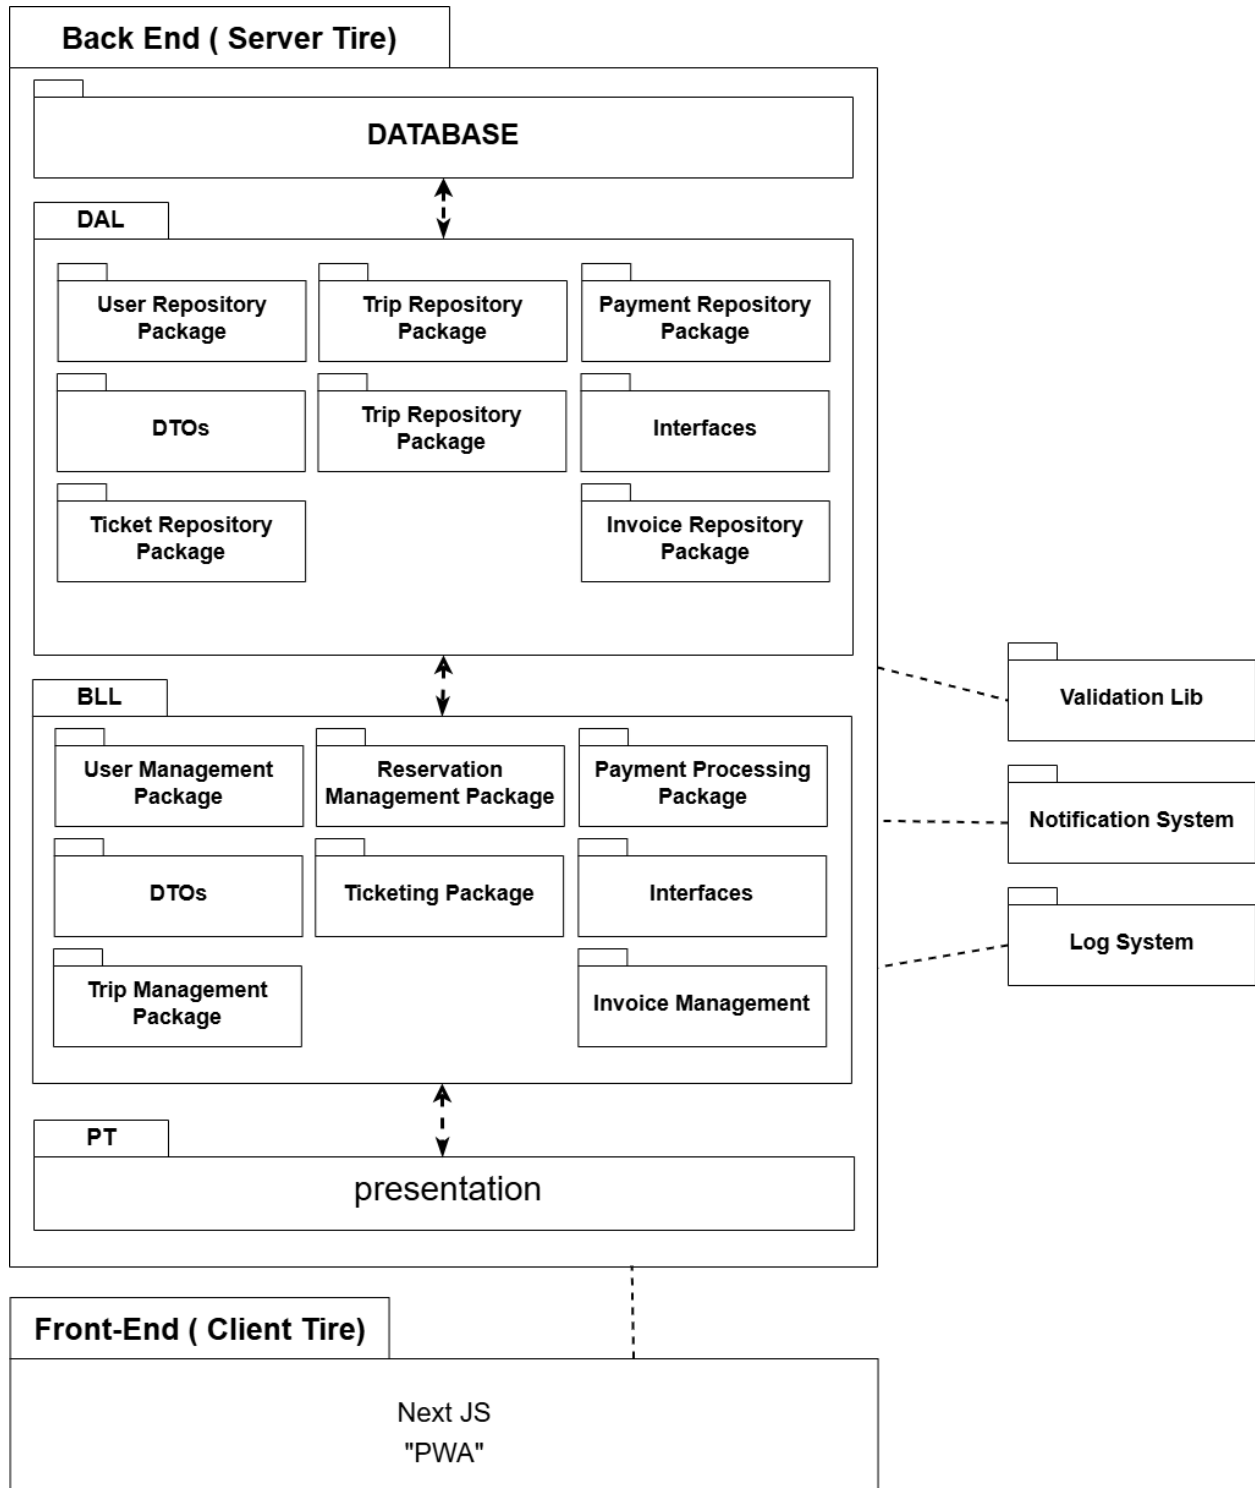 Back End ( Server Tire)
DATABASE
DAL
User Repository
Package
Trip Repository
Package
Payment Repository
Package
DTOs
Trip Repository
Package
Interfaces
Ticket Repository
Package
Invoice Repository
Package
Validation Lib
BLL
User Management
Package
Reservation
Management Package
Payment Processing
Package
Notification System
DTOs
Ticketing Package
Interfaces
Log System
Trip Management
Package
Invoice Management
PT
presentation
Front-End ( Client Tire)
Next JS
"PWA"